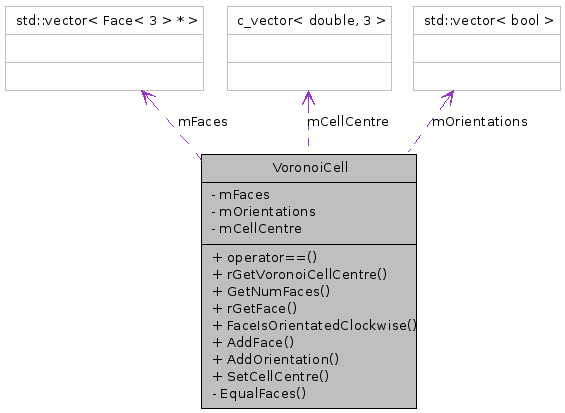 std::vector< Face< 3 > * >
c_vector< double, 3 >
std::vector< bool >
mFaces
mCellCentre
mOrientations
VoronoiCell
- mFaces
- mOrientations
- mCellCentre
+ operator==()
+ rGetVoronoiCellCentre()
+ GetNumFaces()
+ rGetFace()
+ FaceIsOrientatedClockwise()
+ AddFace()
+ AddOrientation()
+ SetCellCentre()
- EqualFaces()